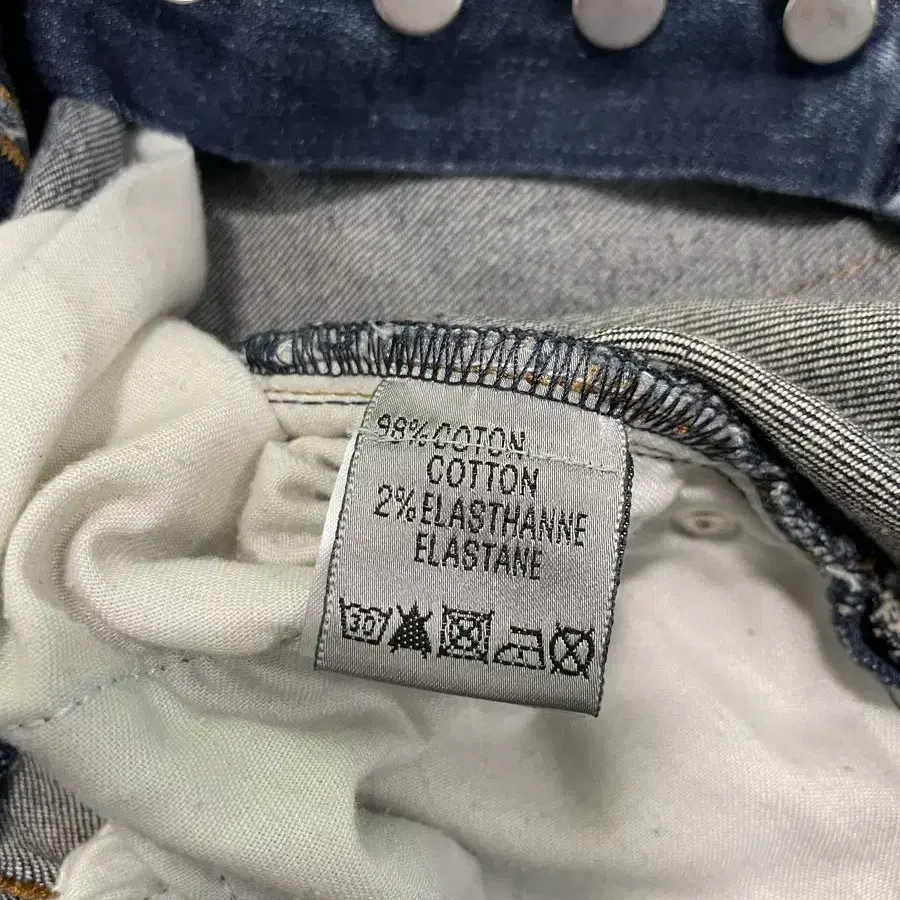 98% COTON
COTTON
2% ELASTHANNE
ELASTANE
30